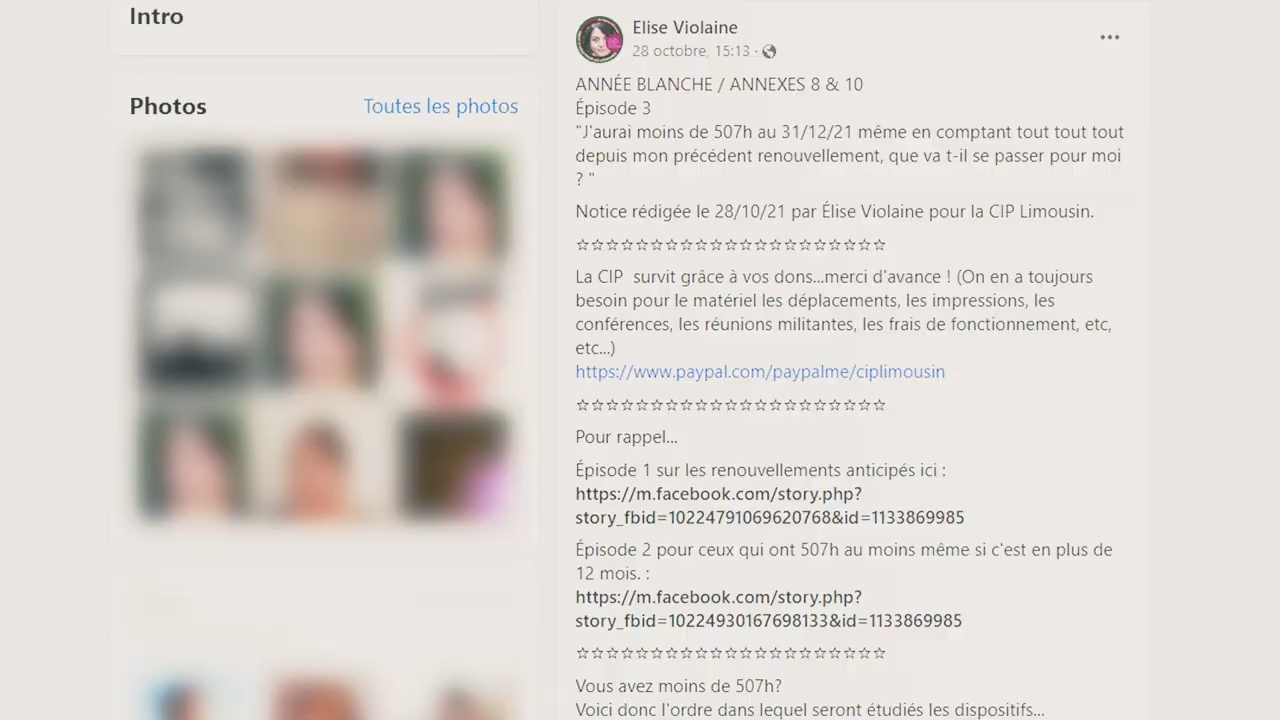 Intro
Photos
Toutes les photos
Elise Violaine
28 octobre, 15:13 ·
ANNÉE BLANCHE / ANNEXES 8 & 10
Épisode 3
"J'aurai moins de 507h au 31/12/21 même en comptant tout tout tout
depuis mon précédent renouvellement, que va t-il se passer pour moi
? "
Notice rédigée le 28/10/21 par Élise Violaine pour la CIP Limousin.
☆☆☆☆☆☆☆☆☆☆☆☆☆☆☆☆☆☆☆☆☆
La CIP  survit grâce à vos dons...merci d'avance ! (On en a toujours
besoin pour le matériel les déplacements, les impressions, les
conférences, les réunions militantes, les frais de fonctionnement, etc,
etc...)
https://www.paypal.com/paypalme/ciplimousin
☆☆☆☆☆☆☆☆☆☆☆☆☆☆☆☆☆☆☆☆☆
Pour rappel...
Épisode 1 sur les renouvellements anticipés ici :
https://m.facebook.com/story.php?
story_fbid=10224791069620768&id=1133869985
Épisode 2 pour ceux qui ont 507h au moins même si c'est en plus de
12 mois. :
https://m.facebook.com/story.php?
story_fbid=10224930167698133&id=1133869985
☆☆☆☆☆☆☆☆☆☆☆☆☆☆☆☆☆☆☆☆☆
Vous avez moins de 507h?
Voici donc l'ordre dans lequel seront étudiés les dispositifs...